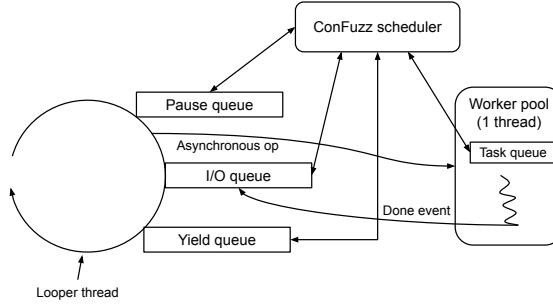 ConFuzz scheduler
Pause queue
Worker pool
(1 thread)
Asynchronous op
Task queue
I/O queue
Done event
Yield queue
Looper thread